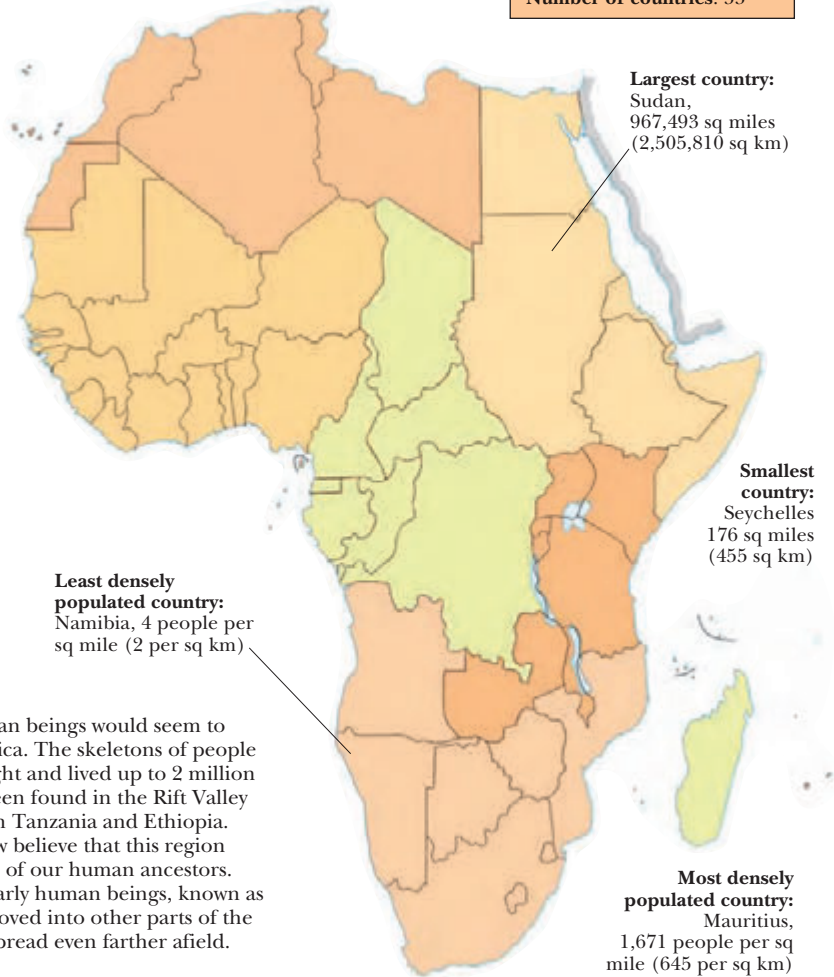 Number of countries: 53
Largest country:
Sudan,
967,493 sq miles
(2,505,810 sq km)
Smallest
country:
Seychelles
176 sq miles
(455 sq km)
Least densely
populated country:
Namibia, 4 people per
sq mile (2 per sq km)
an beings would seem to
ica. The skeletons of people
ght and lived up to 2 million
een found in the Rift Valley
n Tanzania and Ethiopia.
w believe that this region
of our human ancestors.
arly human beings, known as
oved into other parts of the
pread even farther afield.
Most densely
populated country:
Mauritius,
1,671 people per sq
mile (645 per sq km)